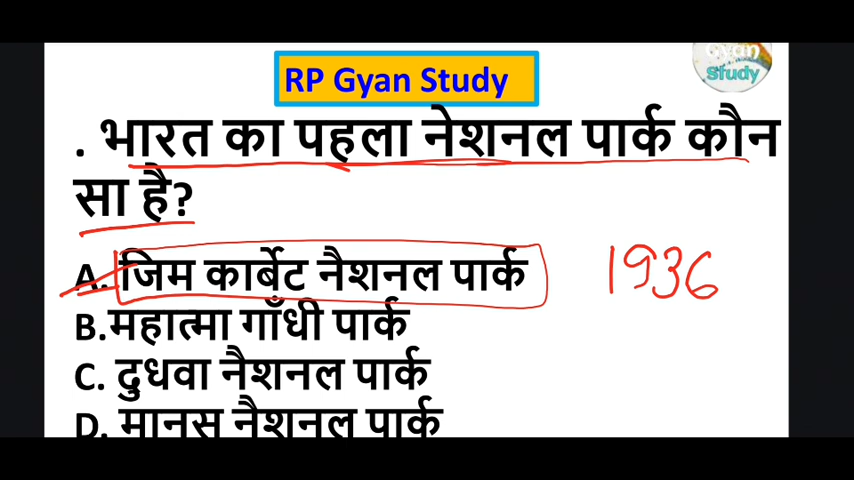 Gyan
Study
RP Gyan Study
. भारत का पहला नेशनल पार्क कौन
सा है?
A. जिम कार्बेट नैशनल पार्क
1936
B.महात्मा गाँधी पार्क
C. दुधवा नैशनल पार्क
D. मानस नैशनल पार्क